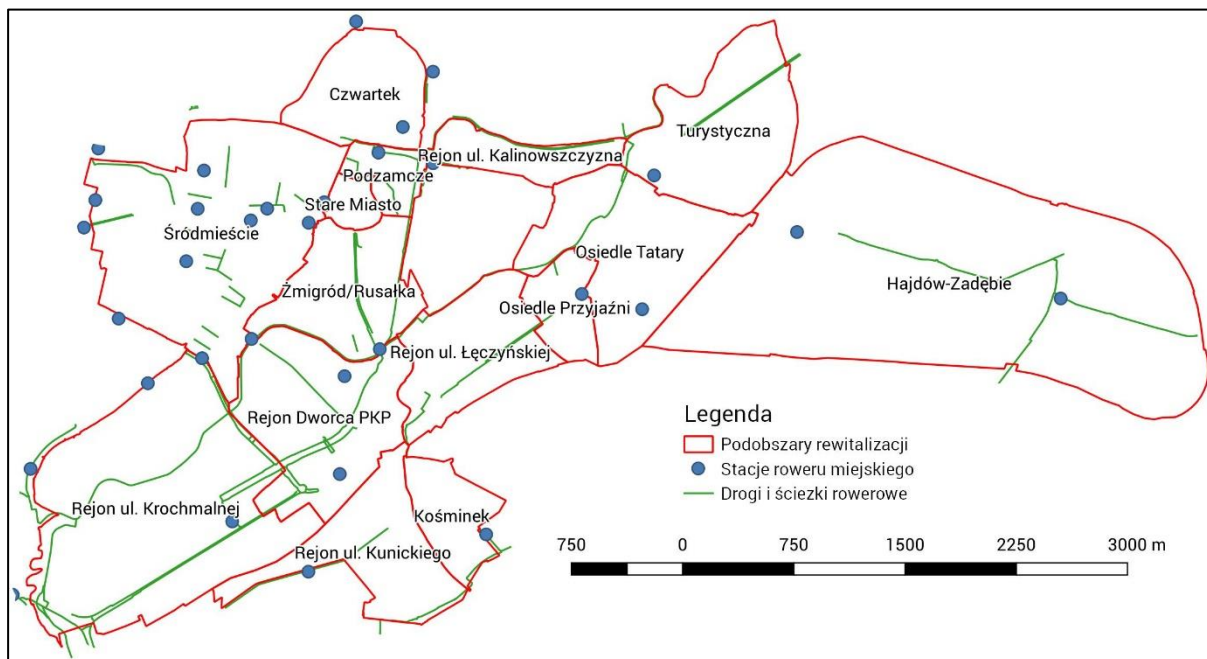 Czwartek
Turystyczna
Rejon ul. Kalinowszczyzna
Podzamcze
Stare Miasto
Śródmieście
Osiedle Tatary
Żmigród/Rusałka
Hajdów-Zadębie
Osiedle Przyjaźni
Rejon ul. Łęczyńskiej
Rejon Dworca PKP
Rejon ul. Krochmalnej
Kośminek
Rejon ul. Kunickiego
Legenda
Podobszary rewitalizacji
Stacje roweru miejskiego
Drogi i ściezki rowerowe
750 0 750 1500 2250 3000 m